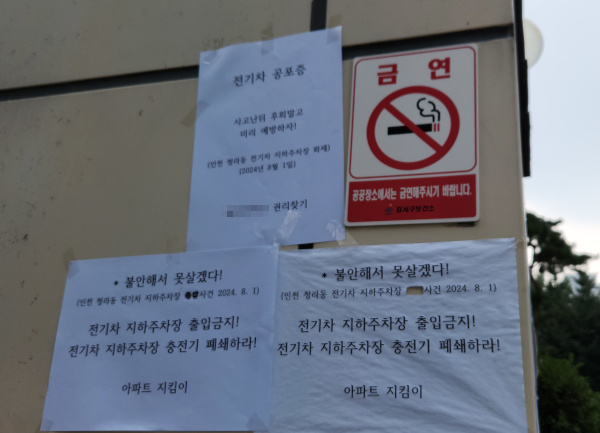 전기차 공포증
사고난뒤 후회말고
미리 예방하자!
(인천 청라동 전기차 지하주차장 화재)
(2024년 8월 1일)
권리찾기
금연
공공장소에서는 금연해주시기 바랍니다.
강서구보건소
* 불안해서 못살겠다!
(인천 청라동 전기차 지하주차장 사건 2024. 8. 1)
전기차 지하주차장 출입금지!
전기차 지하주차장 충전기 폐쇄하라!
아파트 지킴이
* 불안해서 못살겠다!
(인천 청라동 전기차 지하주차장 사건 2024. 8. 1)
전기차 지하주차장 출입금지!
전기차 지하주차장 충전기 폐쇄하라!
아파트 지킴이